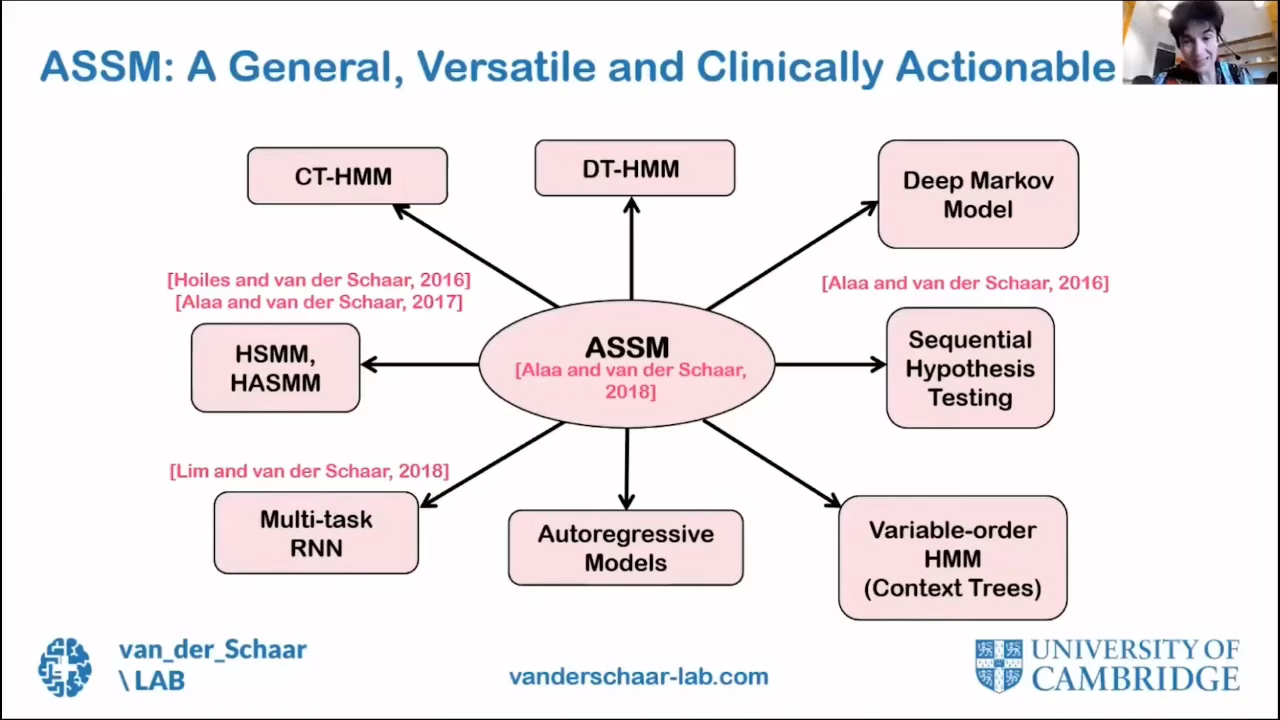 ASSM: A General, Versatile and Clinically Actionable
CT-HMM
DT-HMM
Deep Markov
Model
[Hoiles and van der Schaar, 2016]
[Alaa and van der Schaar, 2017]
[Alaa and van der Schaar, 2016]
HSMM,
HASMM
ASSM
[Alaa and van der Schaar,
2018]
Sequential
Hypothesis
Testing
[Lim and van der Schaar, 2018]
Multi-task
RNN
Autoregressive
Models
Variable-order
HMM
(Context Trees)
van_der_Schaar
\ LAB
vanderschaar-lab.com
UNIVERSITY OF
CAMBRIDGE